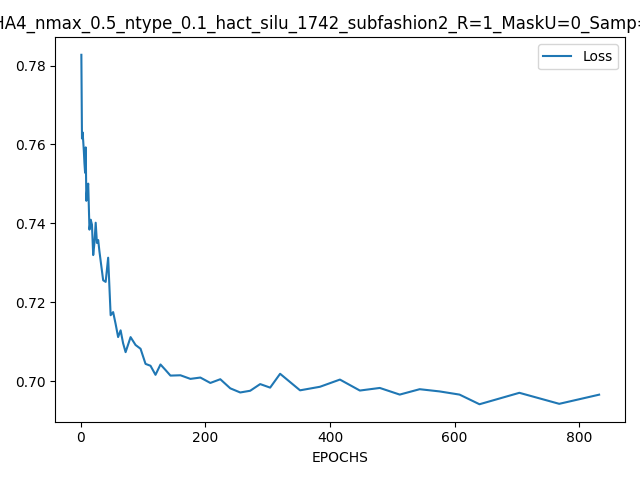 HA4_nmax_0.5_ntype_0.1_hact_silu_1742_subfashion2_R=1_MaskU=0_Samp=
Loss
0.78
0.76
0.74
0.72
0.70
0 200 400 600 800
EPOCHS